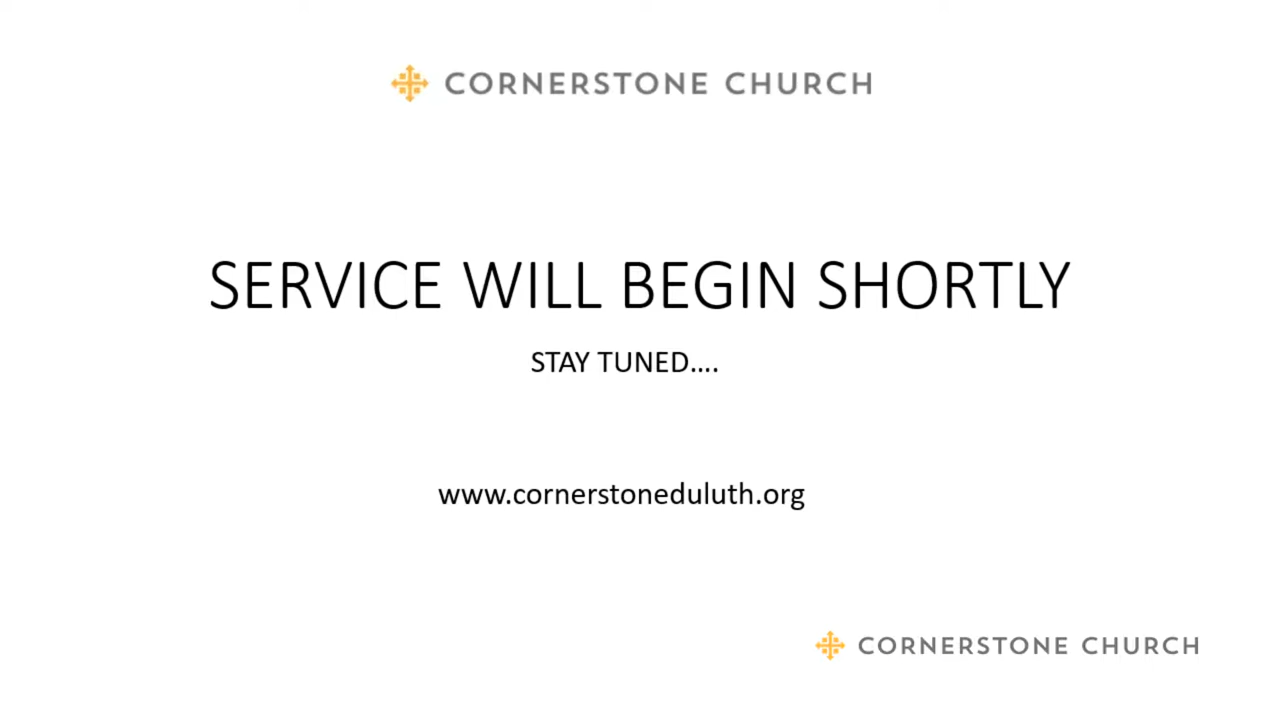 CORNERSTONE CHURCH
SERVICE WILL BEGIN SHORTLY
STAY TUNED....
www.cornerstoneduluth.org
CORNERSTONE CHURCH